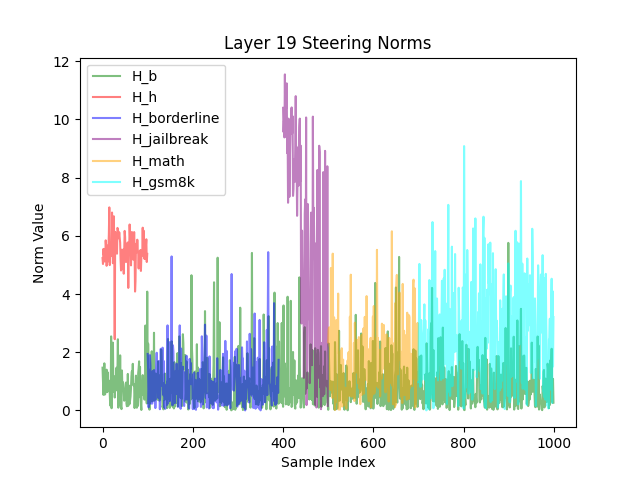 Layer 19 Steering Norms
12
10
8
6
4
2
0
Norm Value
H_b
H_h
H_borderline
H_jailbreak
H_math
H_gsm8k
0 200 400 600 800 1000
Sample Index